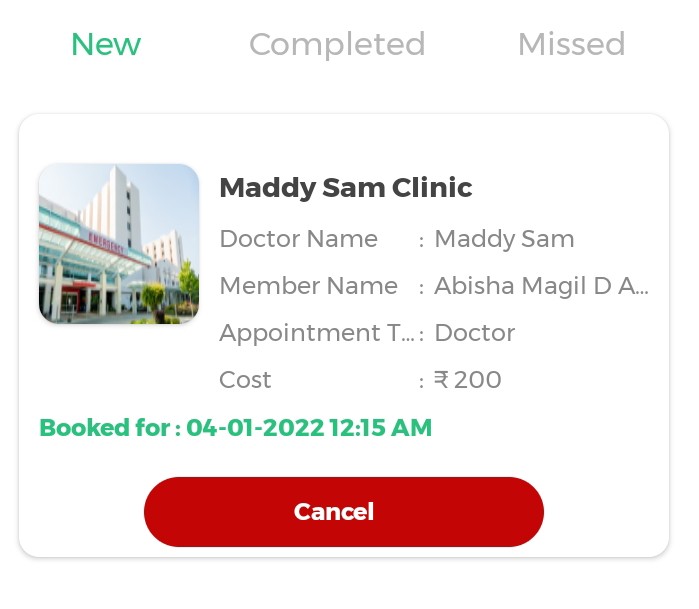 New Completed Missed
EMERGENCY
Maddy Sam Clinic
Doctor Name : Maddy Sam
Member Name : Abisha Magil D A...
Appointment T... : Doctor
Cost : ₹ 200
Booked for : 04-01-2022 12:15 AM
Cancel